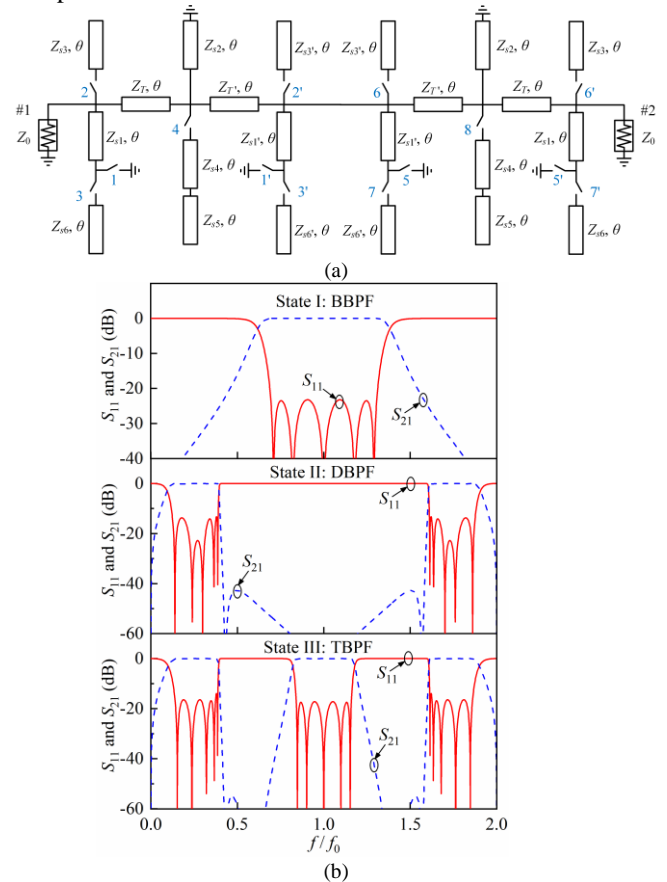 Z_s3, θ
Z_s2, θ
Z_s3', θ
Z_s3', θ
Z_s2, θ
Z_s3, θ
2
Z_T, θ
Z_T', θ
2'
6
Z_T', θ
Z_T, θ
6'
#1
Z_0
#2
Z_0
4
8
Z_s1, θ
Z_s1', θ
Z_s1', θ
Z_s1, θ
1
1'
5
5'
3
Z_s4, θ
3'
7
Z_s4, θ
7'
Z_s6, θ
Z_s5, θ
Z_s6', θ
Z_s6', θ
Z_s5, θ
Z_s6, θ
(a)
State I: BBPF
S_11 and S_21 (dB)
0
-10
-20
-30
-40
S_11
S_21
State II: DBPF
S_11 and S_21 (dB)
0
-20
-40
-60
S_11
S_21
State III: TBPF
S_11 and S_21 (dB)
0
-20
-40
-60
S_11
S_21
0.0 0.5 1.0 1.5 2.0
f / f_0
(b)